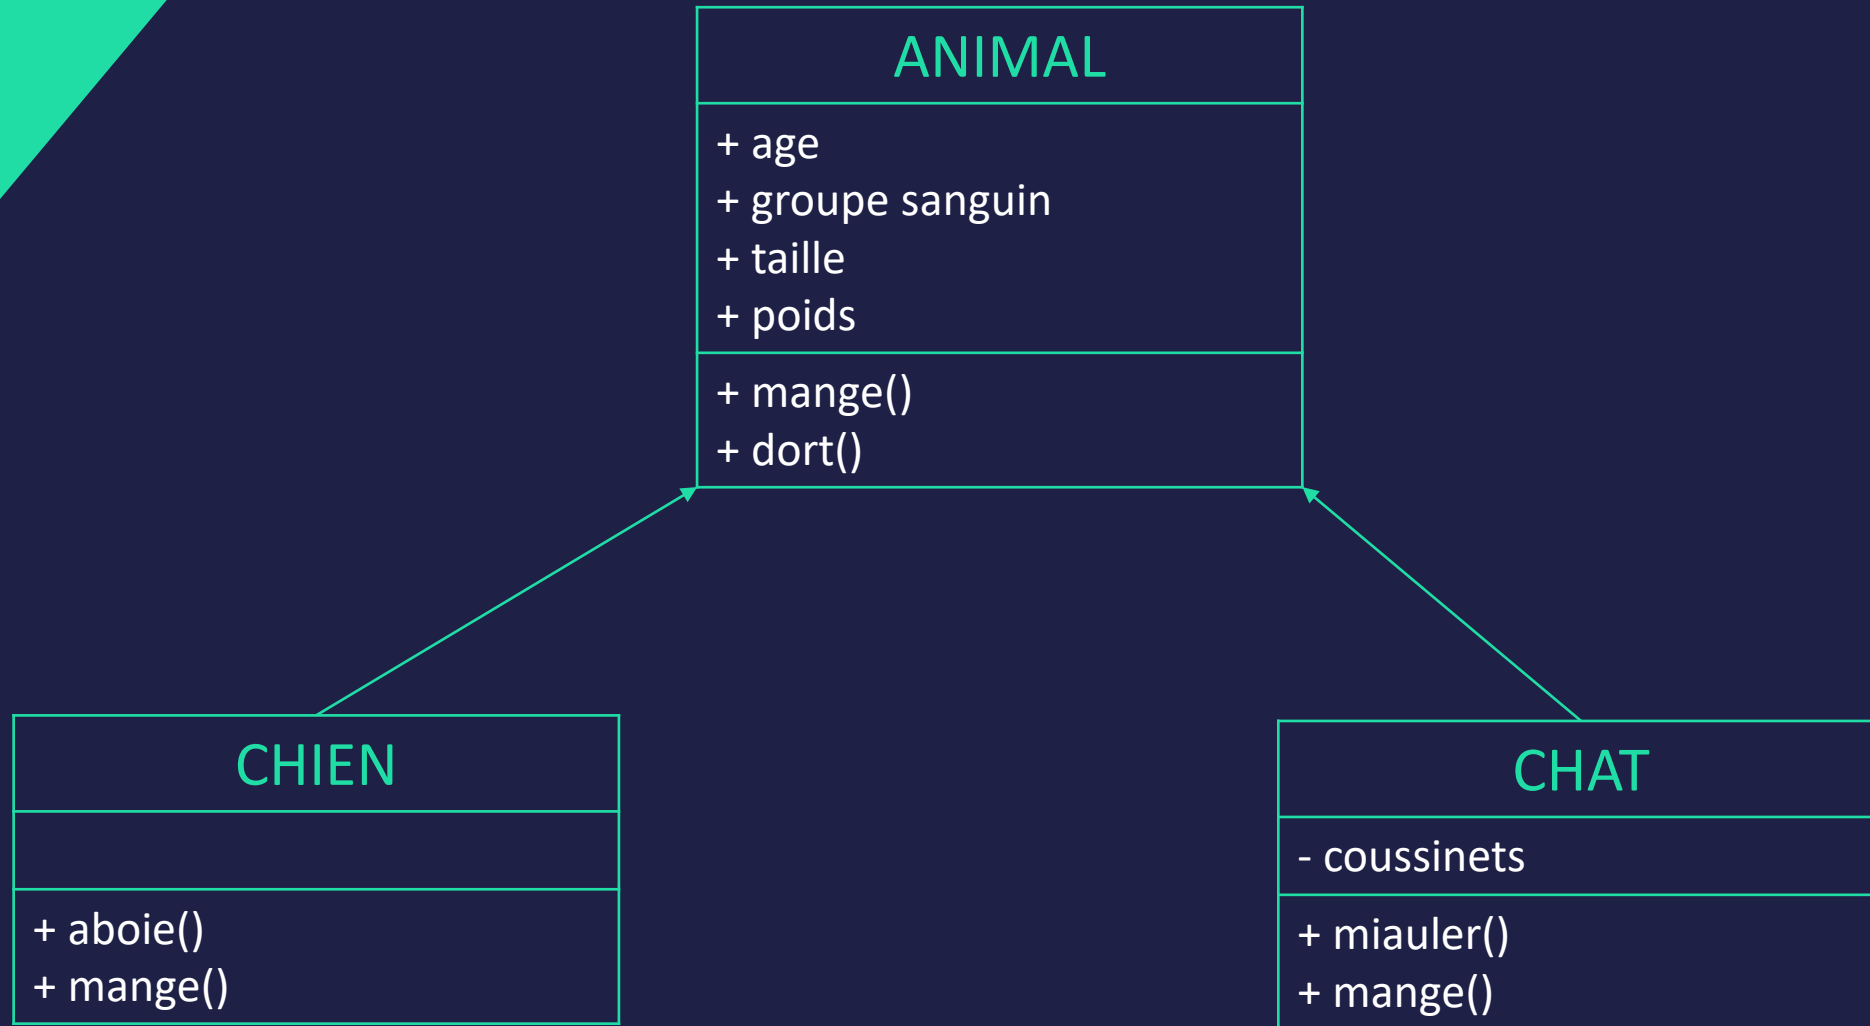 ANIMAL
+ age
+ groupe sanguin
+ taille
+ poids
+ mange()
+ dort()
CHIEN
+ aboie()
+ mange()
CHAT
- coussinets
+ miauler()
+ mange()